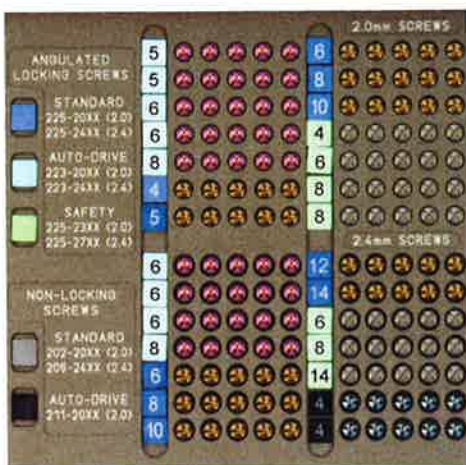 2.0mm SCREWS
ANGULATED
LOCKING SCREWS
STANDARD
225-20XX (2.0)
225-24XX (2.4)
AUTO-DRIVE
223-20XX (2.0)
223-24XX (2.4)
SAFETY
225-23XX (2.0)
225-27XX (2.4)
NON-LOCKING
SCREWS
STANDARD
202-20XX (2.0)
206-24XX (2.4)
AUTO-DRIVE
211-20XX (2.0)
5
5
6
6
8
4
5
6
6
6
8
6
8
10
6
8
10
4
6
8
8
2.4mm SCREWS
12
14
6
8
14
4
4